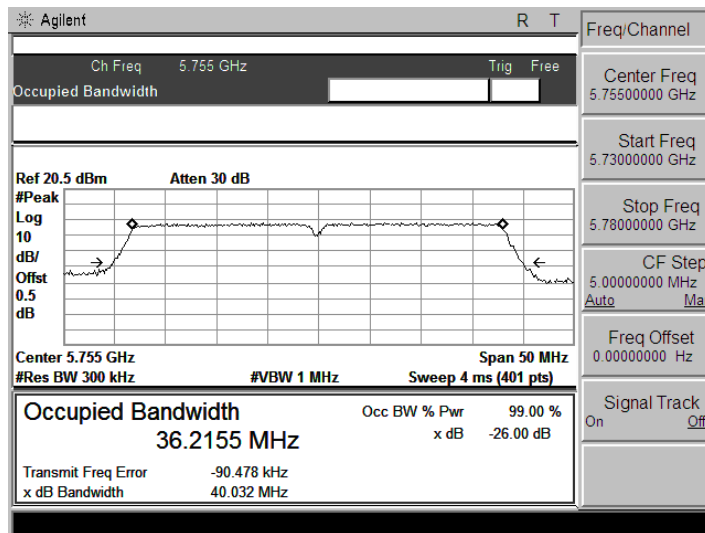 Agilent R T
Ch Freq 5.755 GHz Trig Free
Occupied Bandwidth
Ref 20.5 dBm Atten 30 dB
#Peak
Log
10
dB/
Offst
0.5
dB
Center 5.755 GHz Span 50 MHz
#Res BW 300 kHz #VBW 1 MHz Sweep 4 ms (401 pts)
Occupied Bandwidth Occ BW % Pwr 99.00 %
36.2155 MHz x dB -26.00 dB
Transmit Freq Error -90.478 kHz
x dB Bandwidth 40.032 MHz
Freq/Channel
Center Freq
5.75500000 GHz
Start Freq
5.73000000 GHz
Stop Freq
5.78000000 GHz
CF Step
5.00000000 MHz
Auto Ma
Freq Offset
0.00000000 Hz
Signal Track
On Off